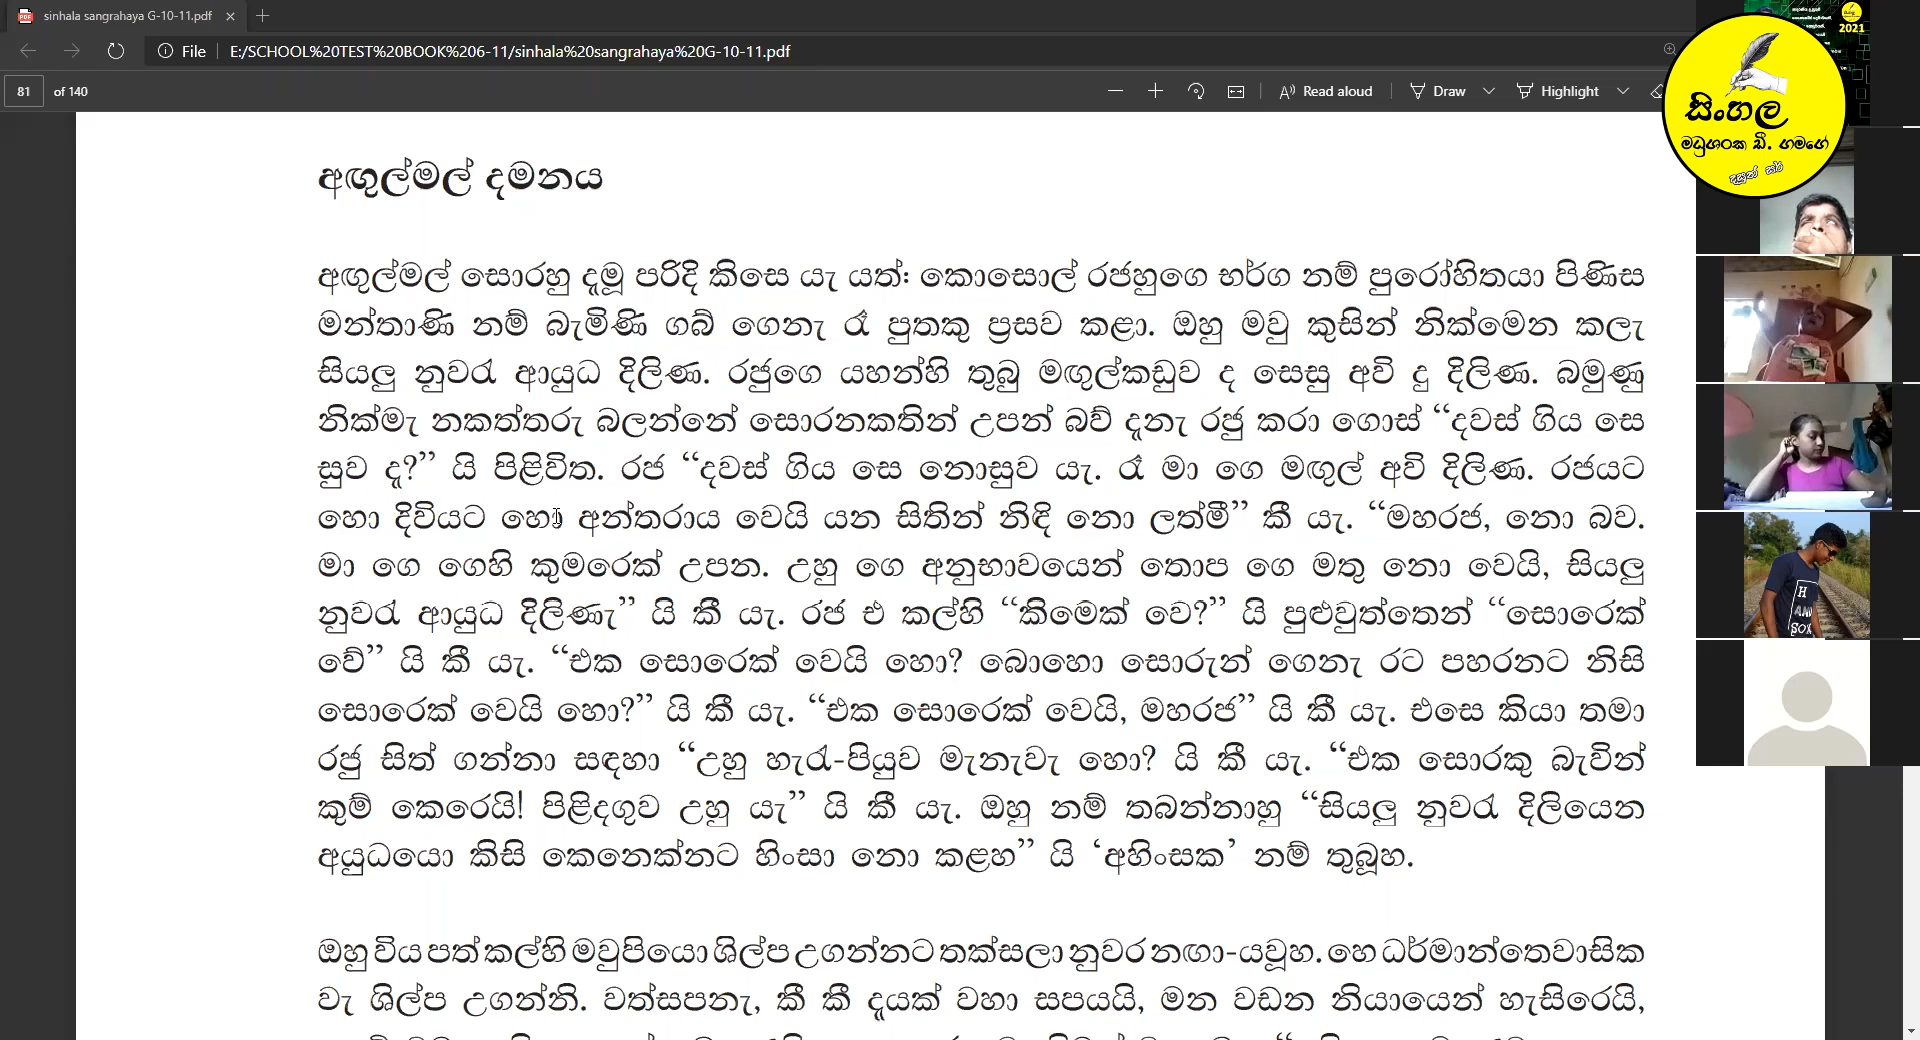 sinhala sangrahaya G-10-11.pdf
File
E:/SCHOOL%20TEST%20BOOK%206-11/sinhala%20sangrahaya%20G-10-11.pdf
81 of 140
Read aloud
Draw
Highlight
2021
සිංහල
මධුශංක ඩී. ගමගේ
දසුන් සර්
අඟුල්මල් දමනය
අඟුල්මල් සොරහු දැමූ පරිදි කිසෙ යැ යත්: කොසොල් රජහුගෙ භර්ග නම් පුරෝහිතයා පිණිස
මන්තාණි නම් බැමිණි ගබ් ගෙනැ රෑ පුතකු ප්‍රසව කළා. ඔහු මවු කුසින් නික්මෙන කලැ
සියලු නුවරැ ආයුධ දිලිණ. රජුගෙ යහන්හි තුබු මඟුල්කඩුව ද සෙසු අවි දු දිලිණ. බමුණු
නික්මැ නකත්තරු බලන්නේ සොරනකතින් උපන් බව් දැනැ රජු කරා ගොස් “දවස් ගිය සෙ
සුව ද?” යි පිළිවිත. රජ “දවස් ගිය සෙ නොසුව යැ. රෑ මා ගෙ මඟුල් අවි දිලිණ. රජයට
හො දිවියට හො අන්තරාය වෙයි යන සිතින් නිඳි නො ලත්මී” කී යැ. “මහරජ, නො බව.
මා ගෙ ගෙහි කුමරෙක් උපන. උහු ගෙ අනුභාවයෙන් තොප ගෙ මතු නො වෙයි, සියලු
නුවරැ ආයුධ දිලිණැ” යි කී යැ. රජ එ කල්හි “කිමෙක් වෙ?” යි පුළුවුත්තෙන් “සොරෙක්
වේ” යි කී යැ. “එක සොරෙක් වෙයි හො? බොහො සොරුන් ගෙනැ රට පහරනට නිසි
සොරෙක් වෙයි හො?” යි කී යැ. “එක සොරෙක් වෙයි, මහරජ” යි කී යැ. එසෙ කියා තමා
රජු සිත් ගන්නා සඳහා “උහු හැරැ-පියුව මැනැවැ හො? යි කී යැ. “එක සොරකු බැවින්
කුම් කෙරෙයි! පිළිදගුව උහු යැ” යි කී යැ. ඔහු නම් තබන්නාහු “සියලු නුවරැ දිලියෙන
අයුධයො කිසි කෙනෙක්නට හිංසා නො කළහ” යි ‘අහිංසක’ නම් තුබූහ.
ඔහු විය පත් කල්හි මවුපියො ශිල්ප උගන්නට තක්සලා නුවර නඟා-යවූහ. හෙ ධර්මාන්තෙවාසික
වැ ශිල්ප උගන්නි. වත්සපනැ, කී කී දැයක් වහා සපයයි, මන වඩන නියායෙන් හැසිරෙයි,